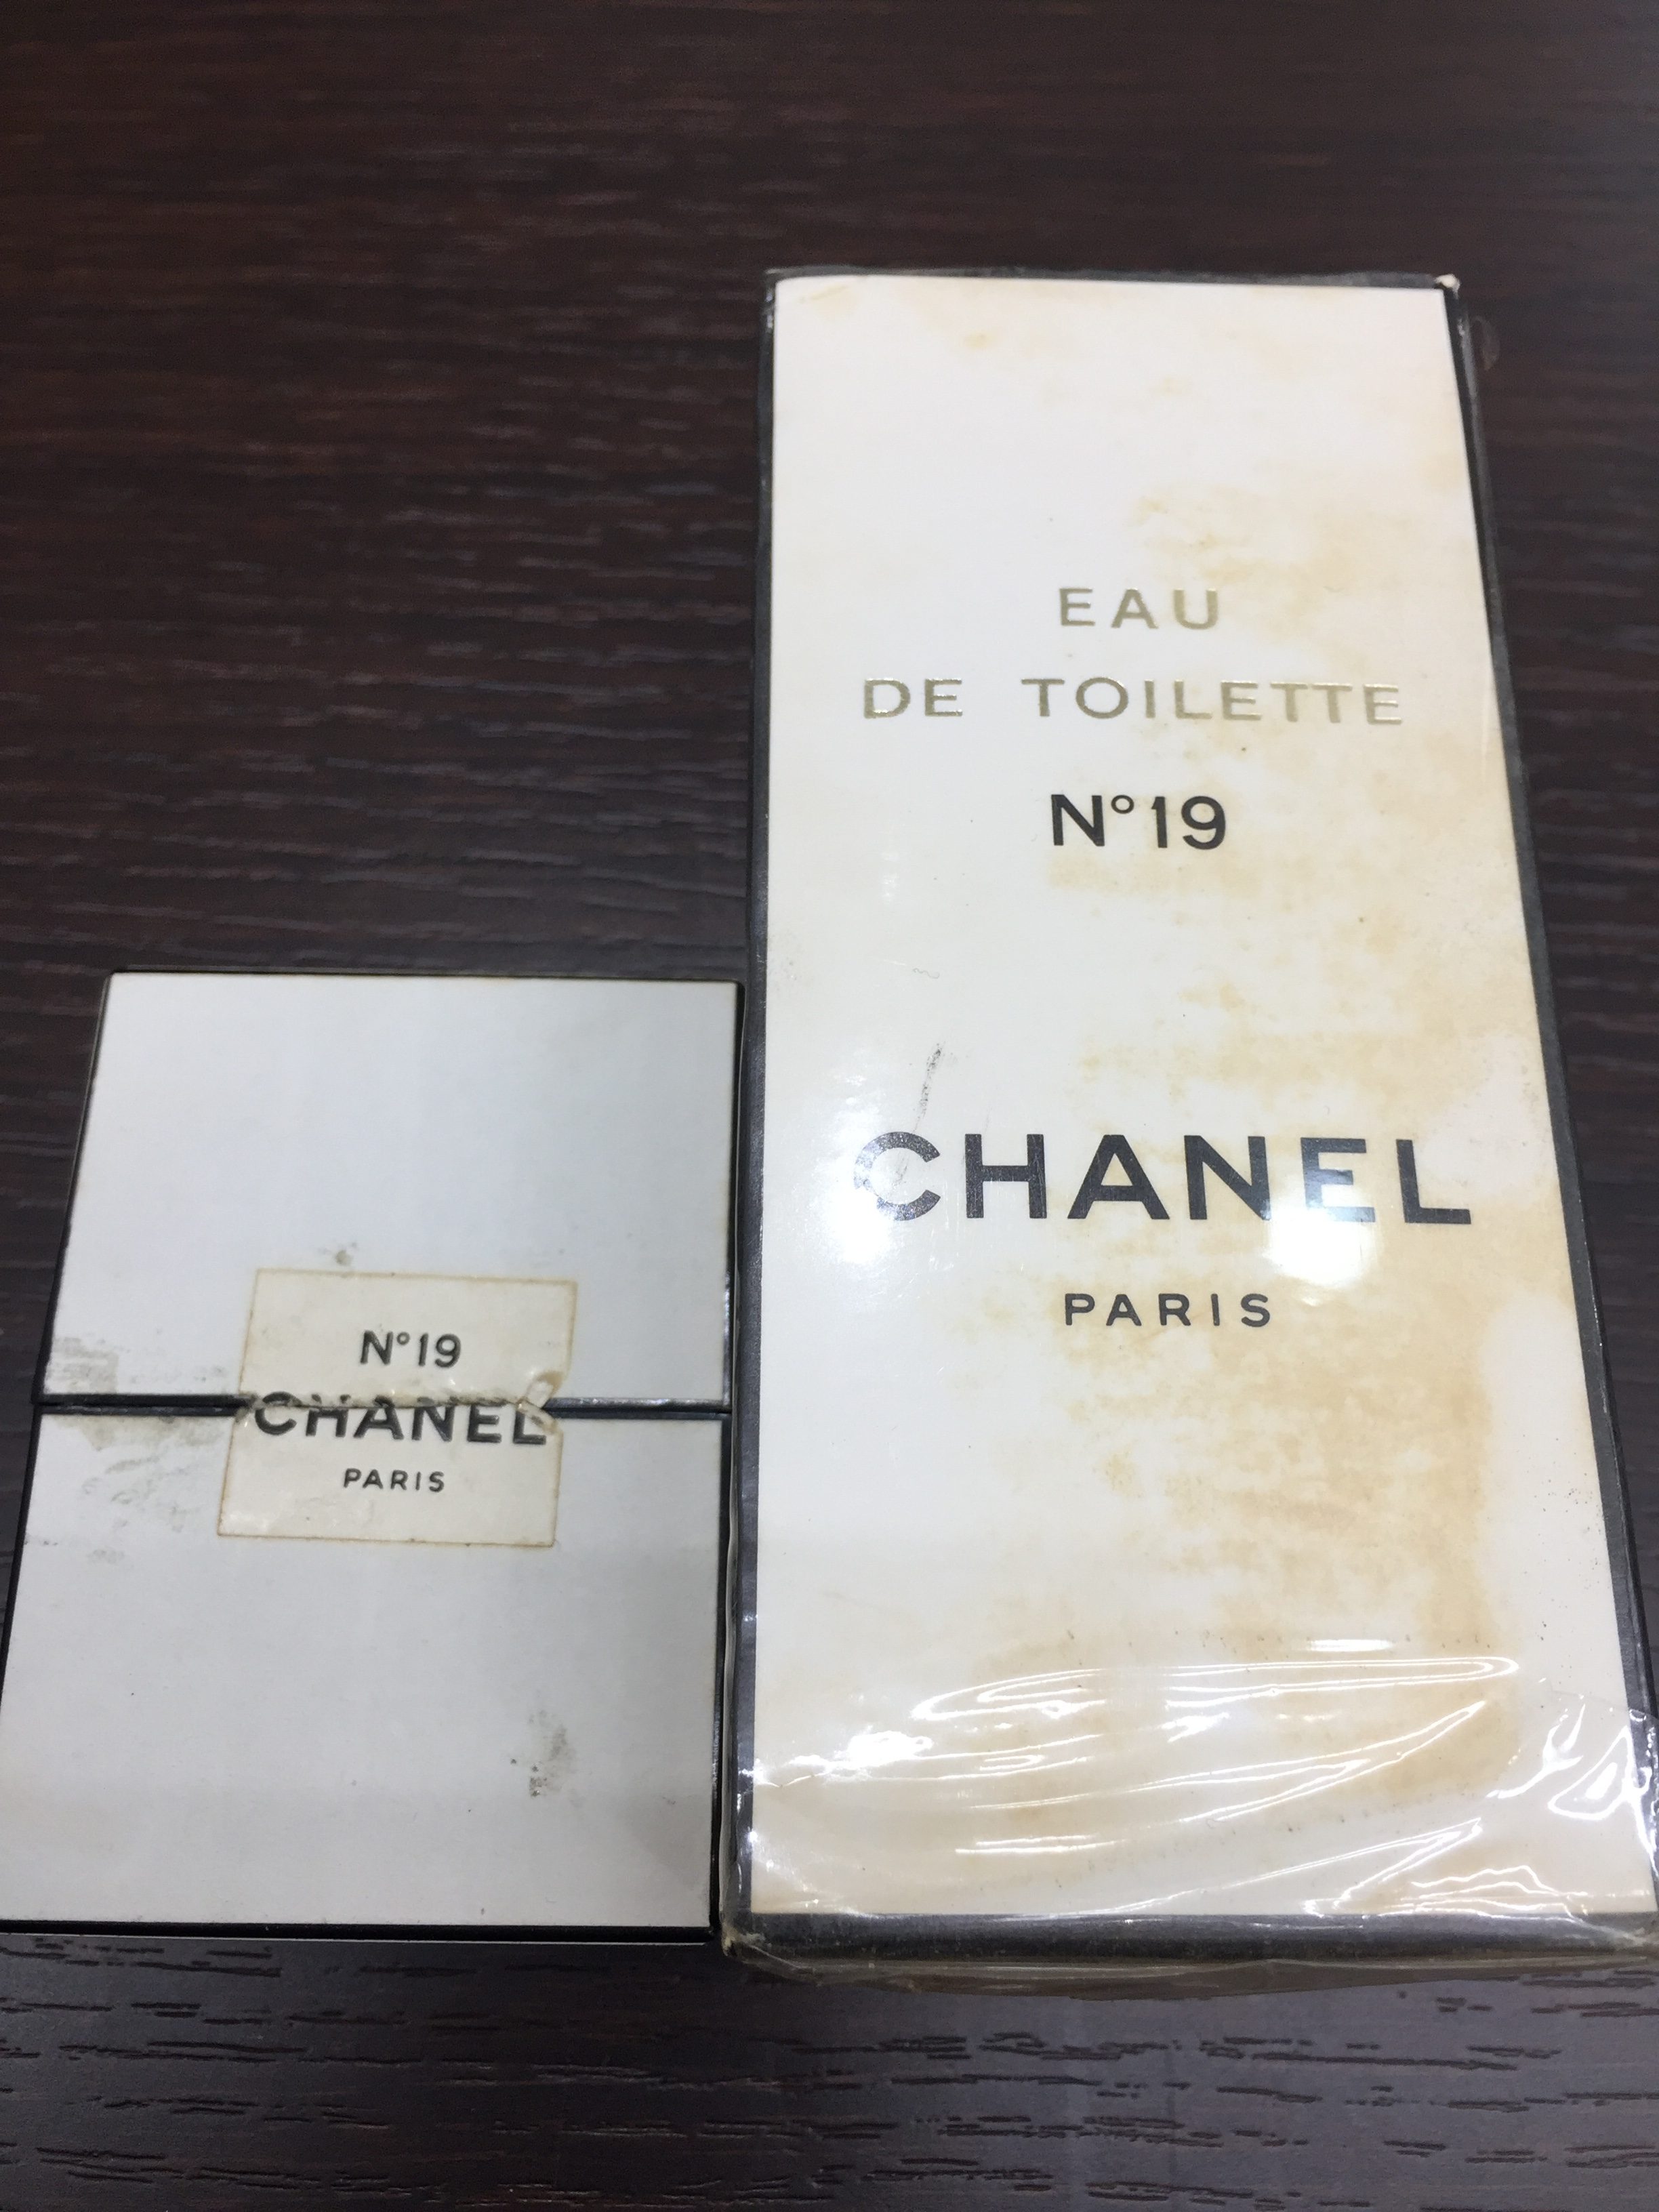 EAU
DE TOILETTE
N°19
CHANEL
PARIS
N°19
CHANEL
PARIS